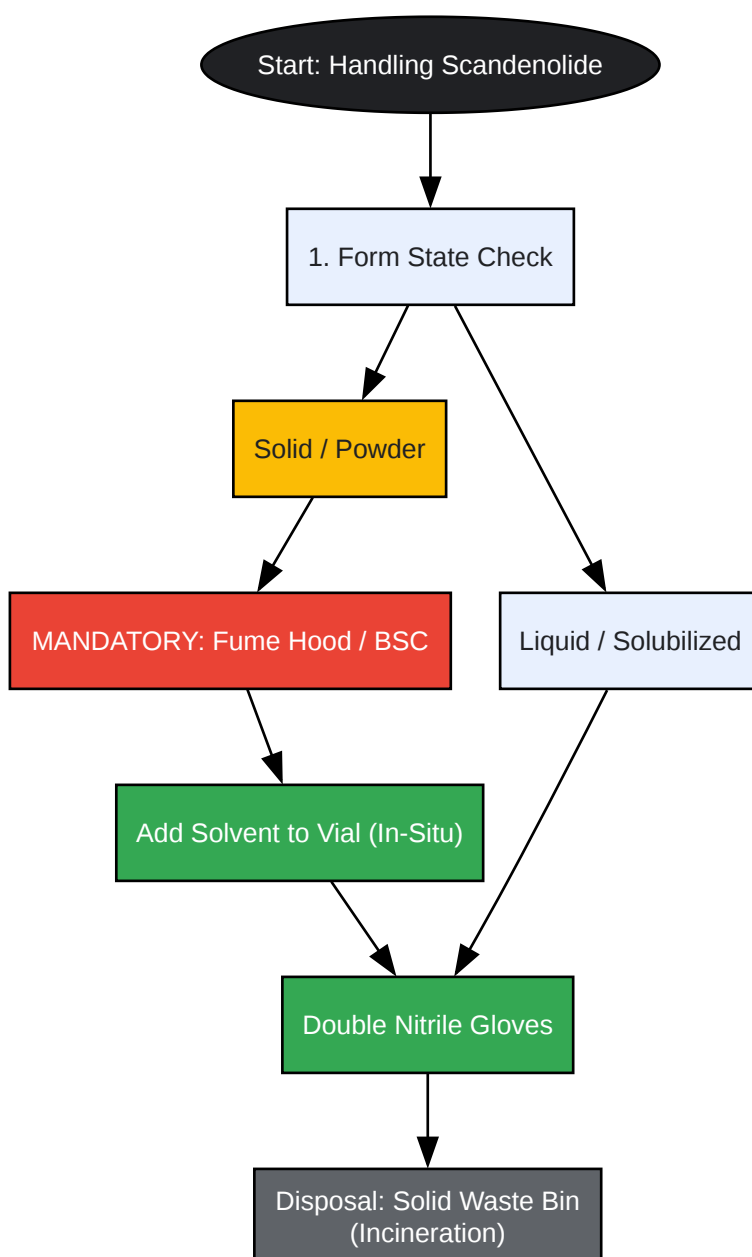 Start: Handling Scandenolide
1. Form State Check
Solid / Powder
MANDATORY: Fume Hood / BSC
Liquid / Solubilized
Add Solvent to Vial (In-Situ)
Double Nitrile Gloves
Disposal: Solid Waste Bin
(Incineration)